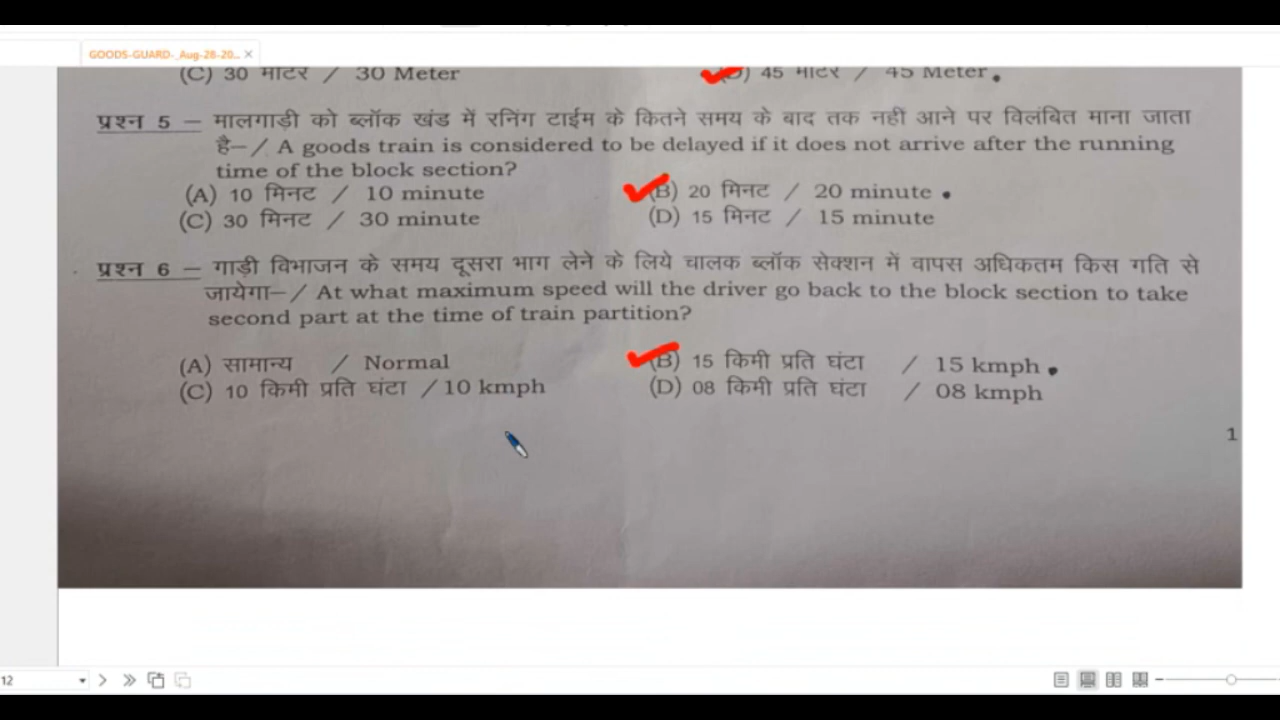 GOODS-GUARD-_Aug-28-20...
(C) 30 मीटर / 30 Meter (D) 45 मीटर / 45 Meter
प्रश्न 5 – मालगाड़ी को ब्लॉक खंड में रनिंग टाईम के कितने समय के बाद तक नहीं आने पर विलंबित माना जाता
है–/ A goods train is considered to be delayed if it does not arrive after the running
time of the block section?
(A) 10 मिनट / 10 minute (B) 20 मिनट / 20 minute
(C) 30 मिनट / 30 minute (D) 15 मिनट / 15 minute
प्रश्न 6 – गाड़ी विभाजन के समय दूसरा भाग लेने के लिये चालक ब्लॉक सेक्शन में वापस अधिकतम किस गति से
जायेगा–/ At what maximum speed will the driver go back to the block section to take
second part at the time of train partition?
(A) सामान्य / Normal (B) 15 किमी प्रति घंटा / 15 kmph
(C) 10 किमी प्रति घंटा / 10 kmph (D) 08 किमी प्रति घंटा / 08 kmph
1
12